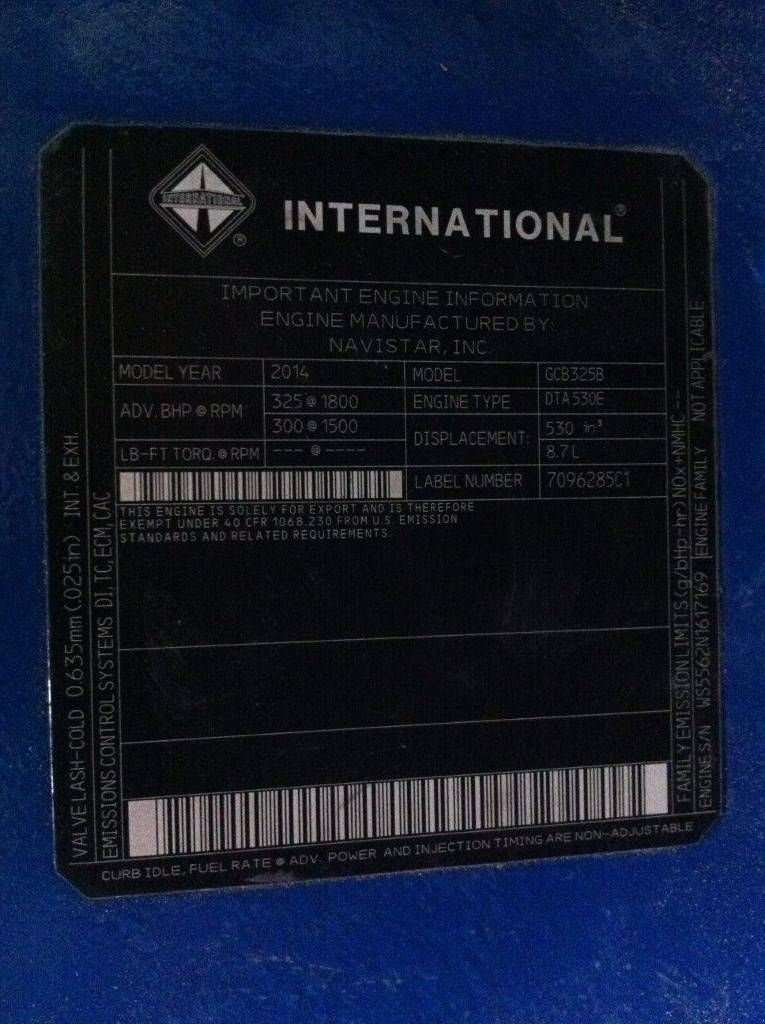 INTERNATIONAL
®
INTERNATIONAL®
IMPORTANT ENGINE INFORMATION
ENGINE MANUFACTURED BY:
NAVISTAR, INC.
MODEL YEAR 2014 MODEL GCB325B
ADV. BHP @ RPM 325 @ 1800 ENGINE TYPE DTA530E
300 @ 1500 DISPLACEMENT: 530 in³
LB-FT TORQ. @ RPM --- @ ---- 8.7L
LABEL NUMBER 7096285C1
THIS ENGINE IS SOLELY FOR EXPORT AND IS THEREFORE
EXEMPT UNDER 40 CFR 1068.230 FROM U.S. EMISSION
STANDARDS AND RELATED REQUIREMENTS.
VALVE LASH-COLD 0.635mm (.025in) INT & EXH.
EMISSIONS CONTROL SYSTEMS DI,TC,ECM,CAC
FAMILY EMISSION LIMITS (g/bHp-hr) NOx+NMHC --
ENGINE S/N WS5562N1617169 ENGINE FAMILY NOT APPLICABLE
CURB IDLE, FUEL RATE @ ADV. POWER AND INJECTION TIMING ARE NON-ADJUSTABLE